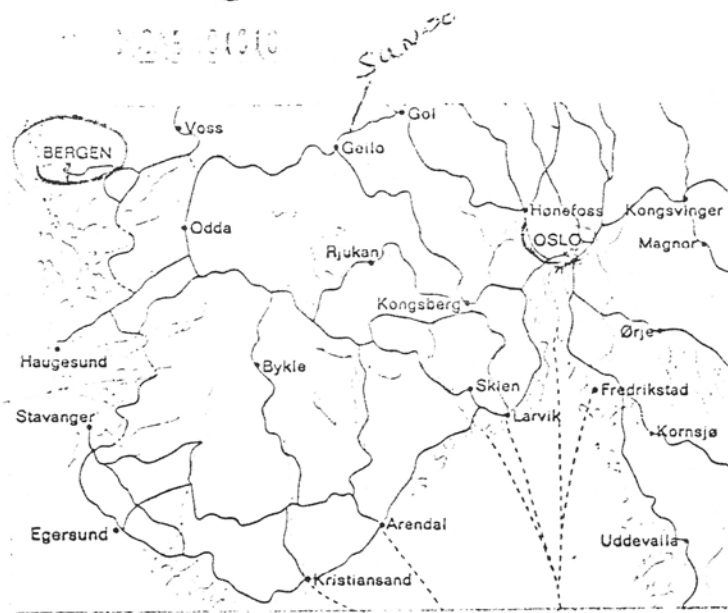 Gol
Voss
Geilo
BERGEN
Hønefoss
Kongsvinger
Odda
OSLO
Magnor
Rjukan
Kongsberg
Ørje
Haugesund
Bykle
Skien
Fredrikstad
Stavanger
Larvik
Kornsjø
Egersund
Arendal
Uddevalla
Kristiansand